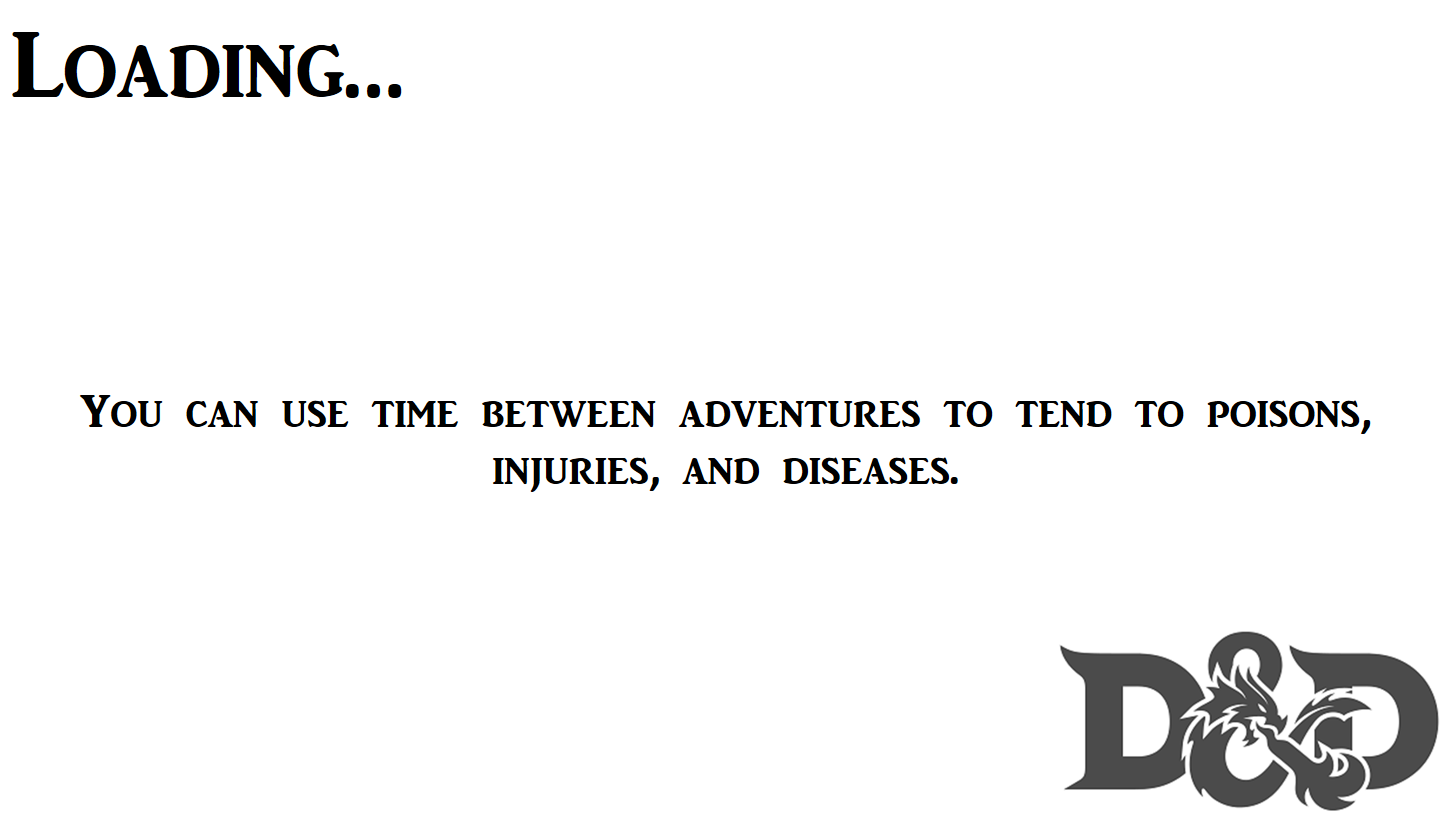 Loading...
You can use time between adventures to tend to poisons,
injuries, and diseases.
D&D